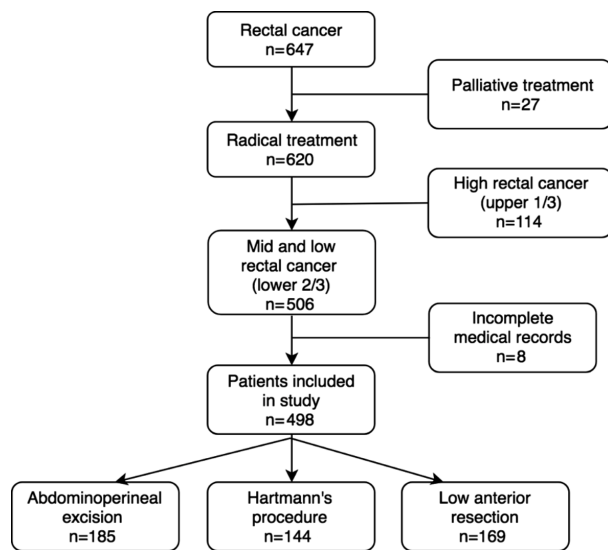 Rectal cancer
n=647
Palliative treatment
n=27
Radical treatment
n=620
High rectal cancer
(upper 1/3)
n=114
Mid and low
rectal cancer
(lower 2/3)
n=506
Incomplete
medical records
n=8
Patients included
in study
n=498
Abdominoperineal
excision
n=185
Hartmann's
procedure
n=144
Low anterior
resection
n=169